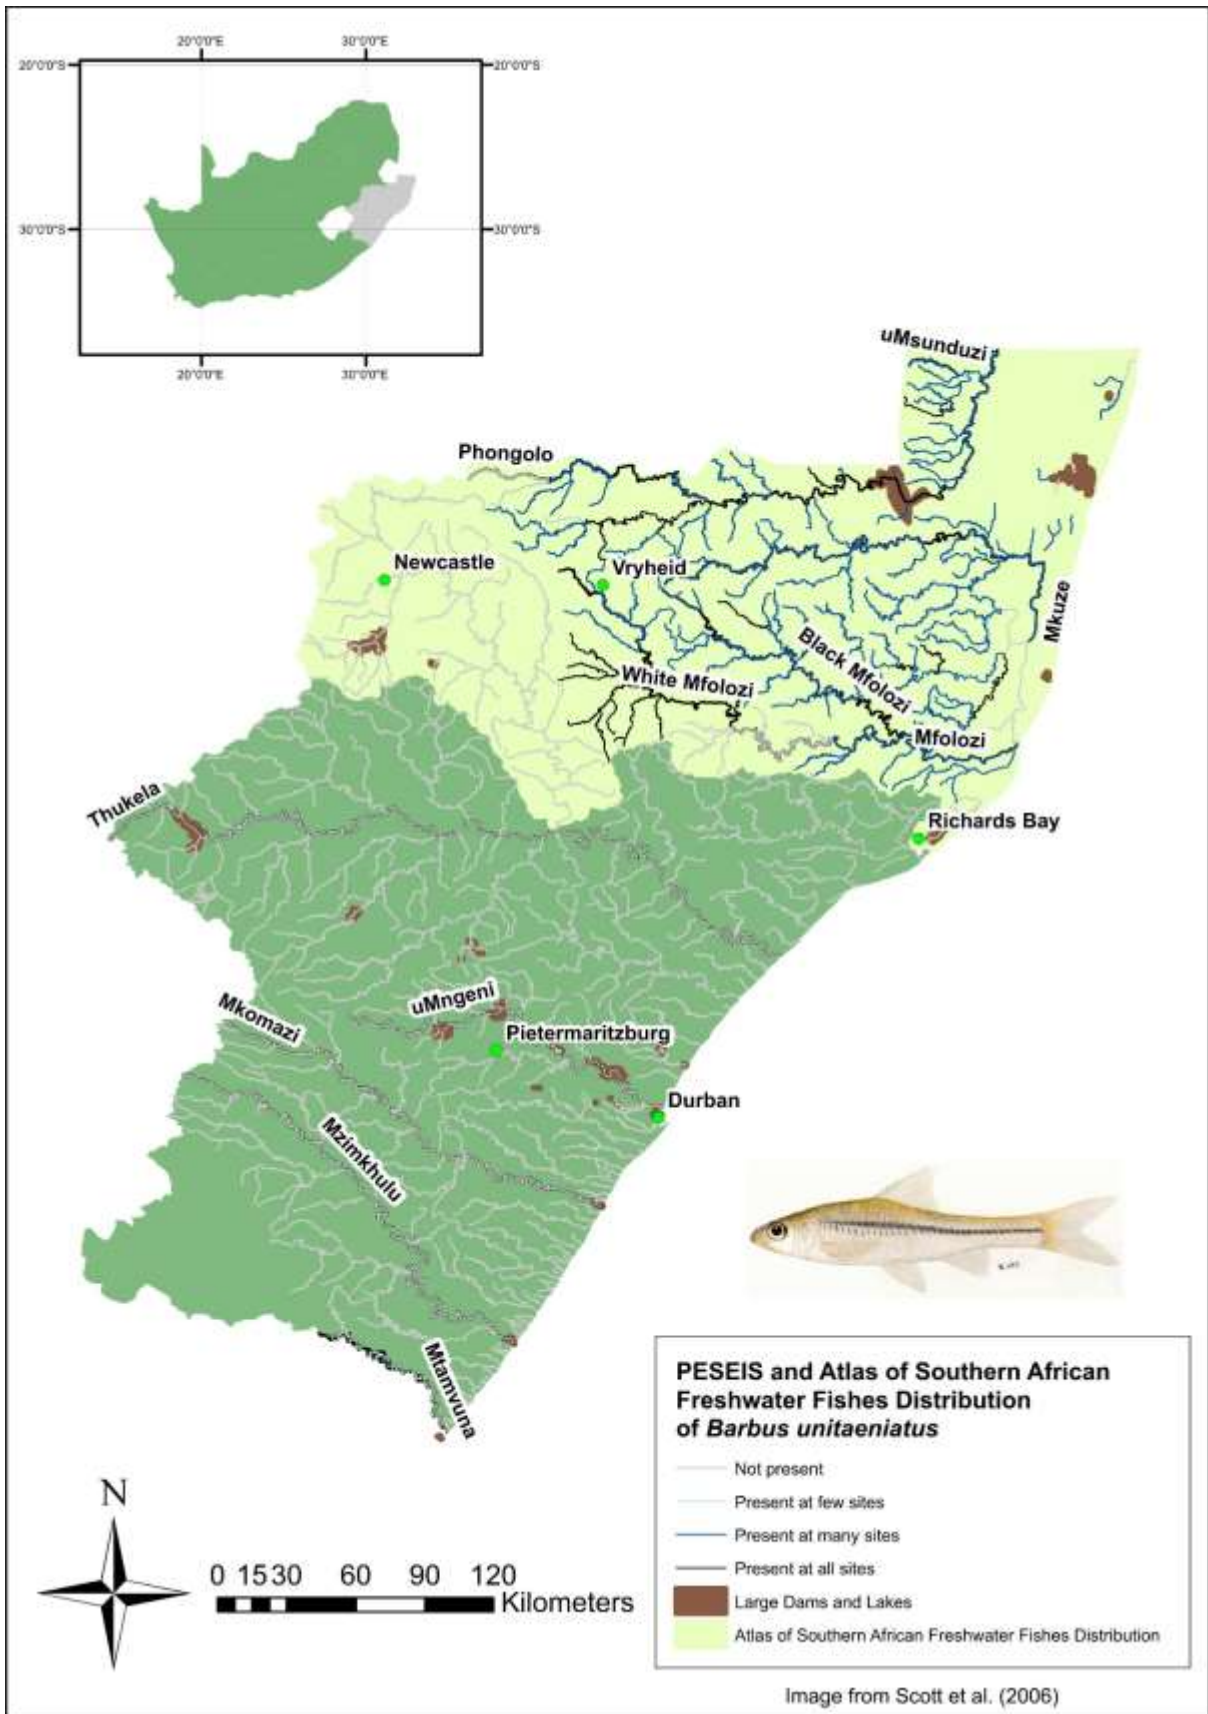 20°0'0"E 30°0'0"E
20°0'0"S 20°0'0"S
30°0'0"S 30°0'0"S
20°0'0"E 30°0'0"E
uMsunduzi
Phongolo
Newcastle
Vryheid
Mkuze
Black Mfolozi
White Mfolozi
Mfolozi
Thukela
Richards Bay
uMngeni
Mkomazi
Pietermaritzburg
Durban
Mzimkhulu
Mtamvuna
PESEIS and Atlas of Southern African
Freshwater Fishes Distribution
of Barbus unitaeniatus
Not present
Present at few sites
Present at many sites
Present at all sites
Large Dams and Lakes
Atlas of Southern African Freshwater Fishes Distribution
N
0 15 30 60 90 120
Kilometers
Image from Scott et al. (2006)